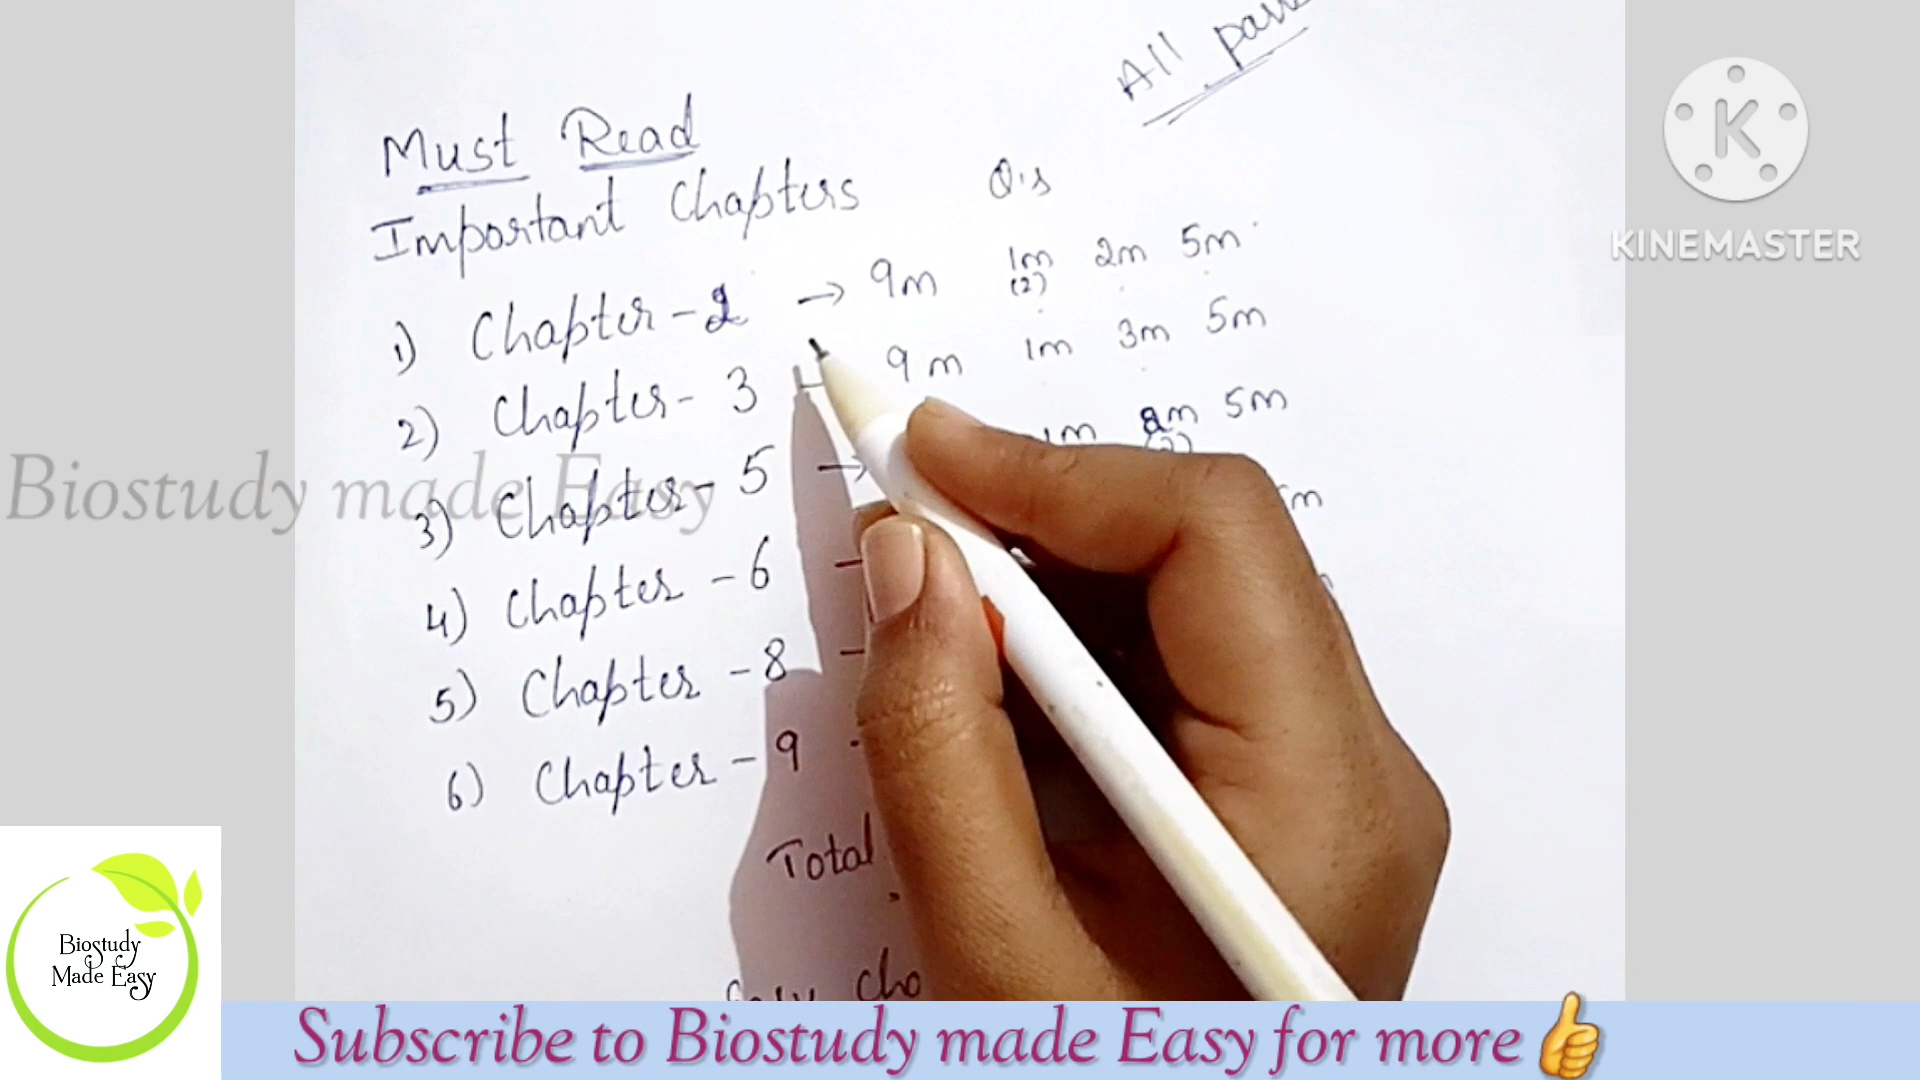 All pass
Must Read
Important Chapters Q's
1) Chapter - 2 → 9m 1m (2) 2m 5m
2) Chapter - 3 9m 1m 3m 5m
3) Chapter - 5 → 1m 2m 5m
4) Chapter - 6
5) Chapter - 8
6) Chapter - 9
Total
KINEMASTER
Biostudy made Easy
Biostudy
Made Easy
Subscribe to Biostudy made Easy for more